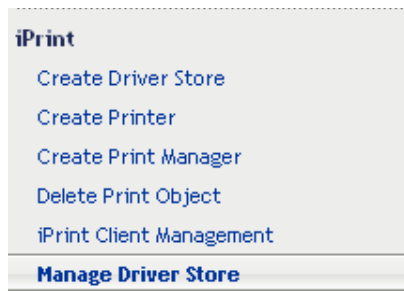 iPrint
Create Driver Store
Create Printer
Create Print Manager
Delete Print Object
iPrint Client Management
Manage Driver Store